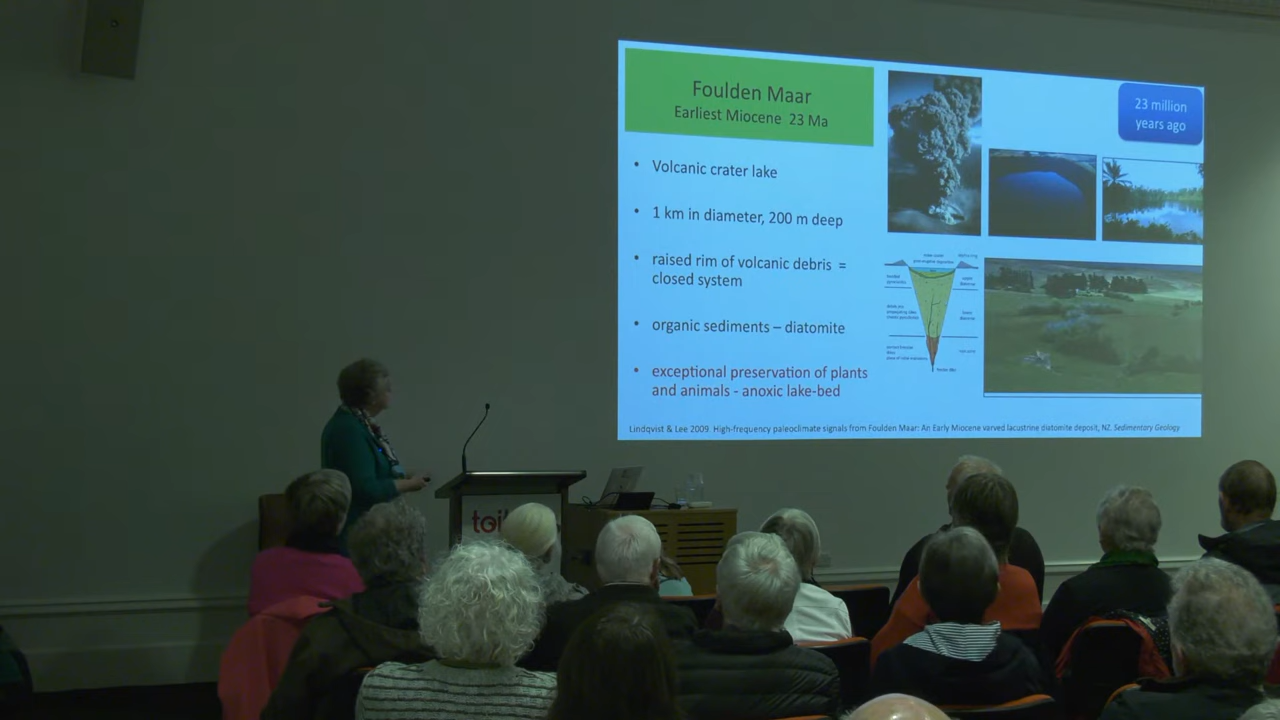 Foulden Maar
Earliest Miocene 23 Ma
23 million
years ago
• Volcanic crater lake
• 1 km in diameter, 200 m deep
• raised rim of volcanic debris =
closed system
• organic sediments – diatomite
• exceptional preservation of plants
and animals - anoxic lake-bed
Lindqvist & Lee 2009. High-frequency paleoclimate signals from Foulden Maar: An Early Miocene varved lacustrine diatomite deposit, NZ. Sedimentary Geology
toi